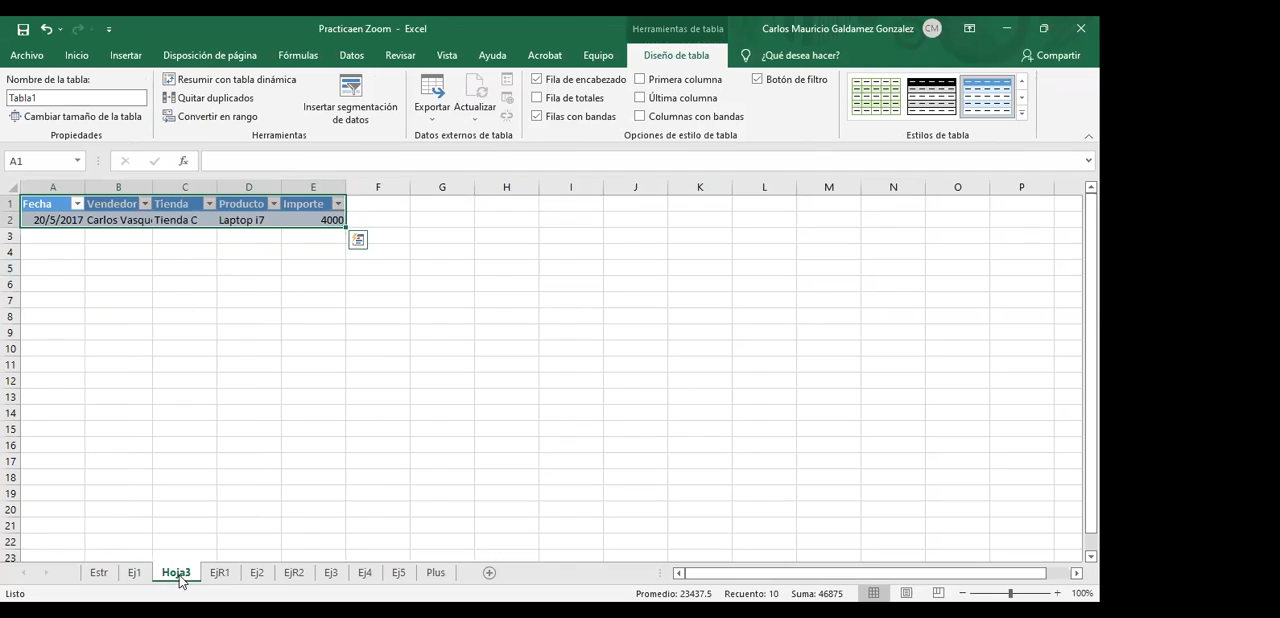 Practicaen Zoom - Excel
Herramientas de tabla
Carlos Mauricio Galdamez Gonzalez CM
Archivo Inicio Insertar Disposición de página Fórmulas Datos Revisar Vista Ayuda Acrobat Equipo Diseño de tabla ¿Qué desea hacer? Compartir
Nombre de la tabla:
Tabla1
Cambiar tamaño de la tabla
Propiedades
Resumir con tabla dinámica
Quitar duplicados
Convertir en rango
Insertar segmentación
de datos
Herramientas
Exportar Actualizar
Datos externos de tabla
Fila de encabezado Primera columna Botón de filtro
Fila de totales Última columna
Filas con bandas Columnas con bandas
Opciones de estilo de tabla
Estilos de tabla
A1 fx
A B C D E F G H I J K L M N O P
1 Fecha Vendedor Tienda Producto Importe
2 20/5/2017 Carlos Vasqu Tienda C Laptop i7 4000
3
4
5
6
7
8
9
10
11
12
13
14
15
16
17
18
19
20
21
22
23
Estr Ej1 Hoja3 EjR1 Ej2 EjR2 Ej3 Ej4 Ej5 Plus
Listo Promedio: 23437.5 Recuento: 10 Suma: 46875 100%